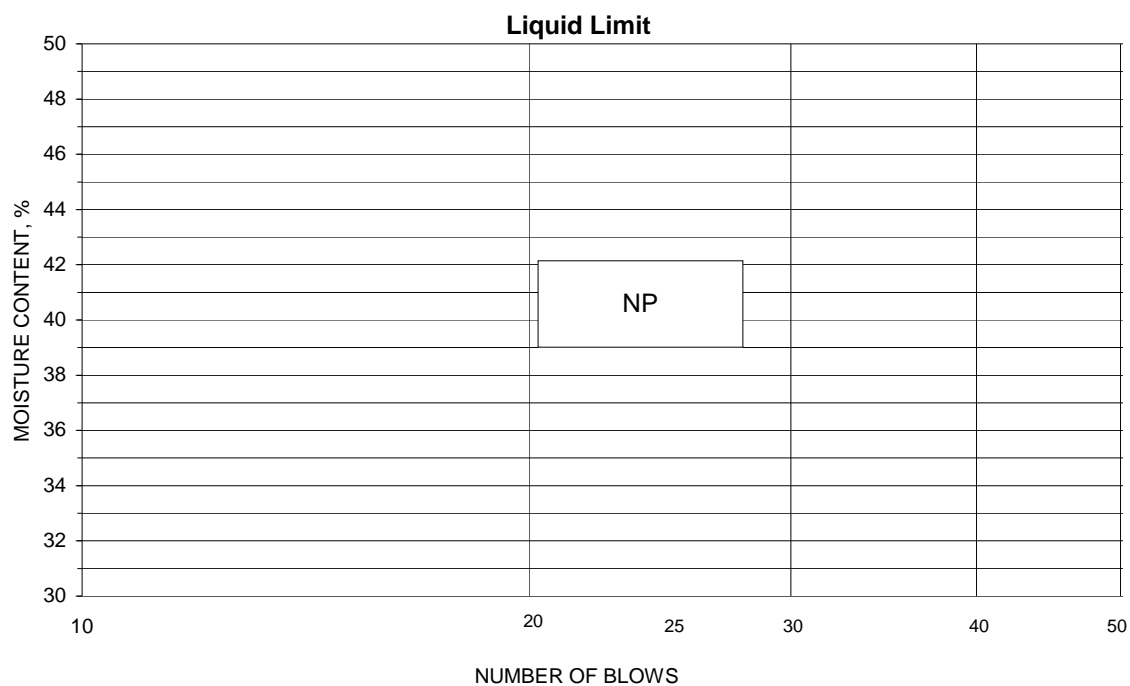 Liquid Limit
50
48
46
44
42
40
38
36
34
32
30
MOISTURE CONTENT, %
NP
10 20 25 30 40 50
NUMBER OF BLOWS